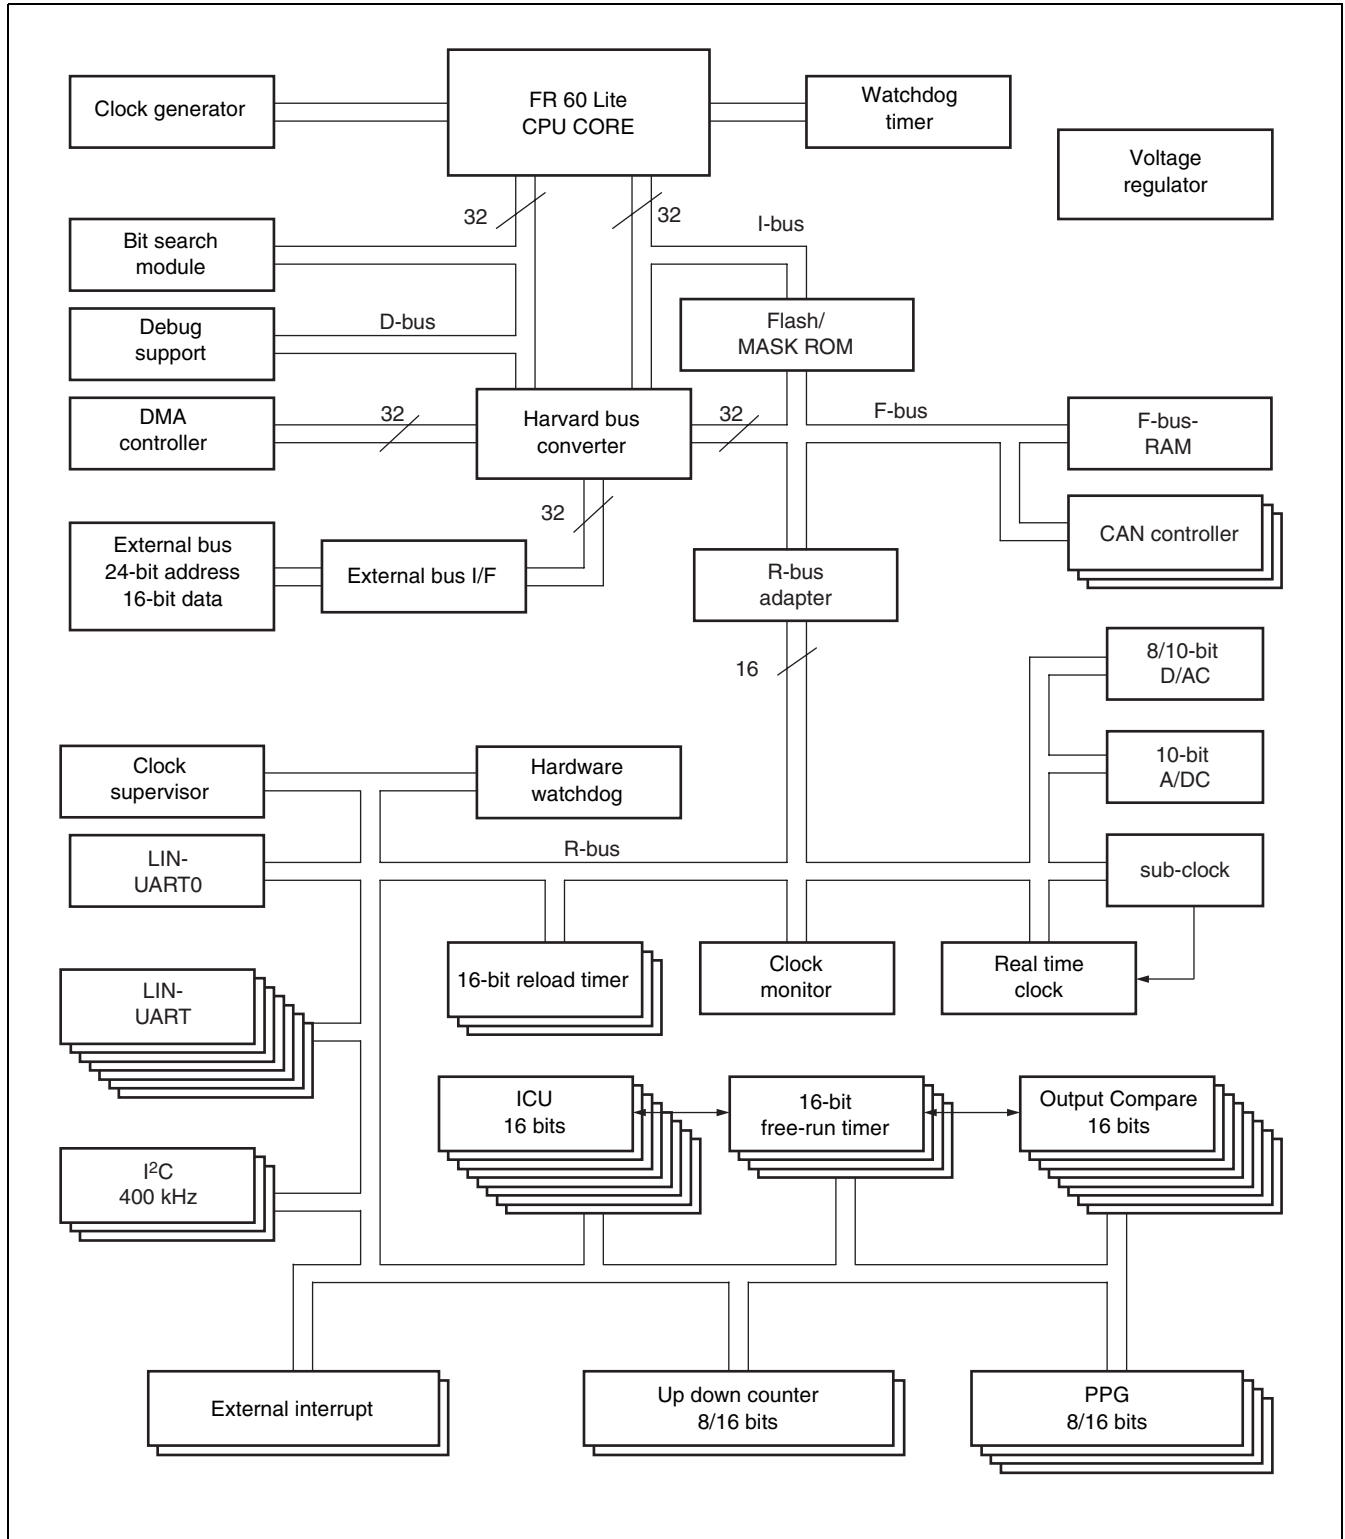 Clock generator
FR 60 Lite
CPU CORE
Watchdog
timer
Voltage
regulator
32
32
I-bus
Bit search
module
Debug
support
D-bus
Flash/
MASK ROM
DMA
controller
32
Harvard bus
converter
32
F-bus
F-bus-
RAM
32
CAN controller
External bus
24-bit address
16-bit data
External bus I/F
R-bus
adapter
16
8/10-bit
D/AC
10-bit
A/DC
Clock
supervisor
Hardware
watchdog
R-bus
LIN-
UART0
sub-clock
16-bit reload timer
Clock
monitor
Real time
clock
LIN-
UART
ICU
16 bits
16-bit
free-run timer
Output Compare
16 bits
I²C
400 kHz
External interrupt
Up down counter
8/16 bits
PPG
8/16 bits